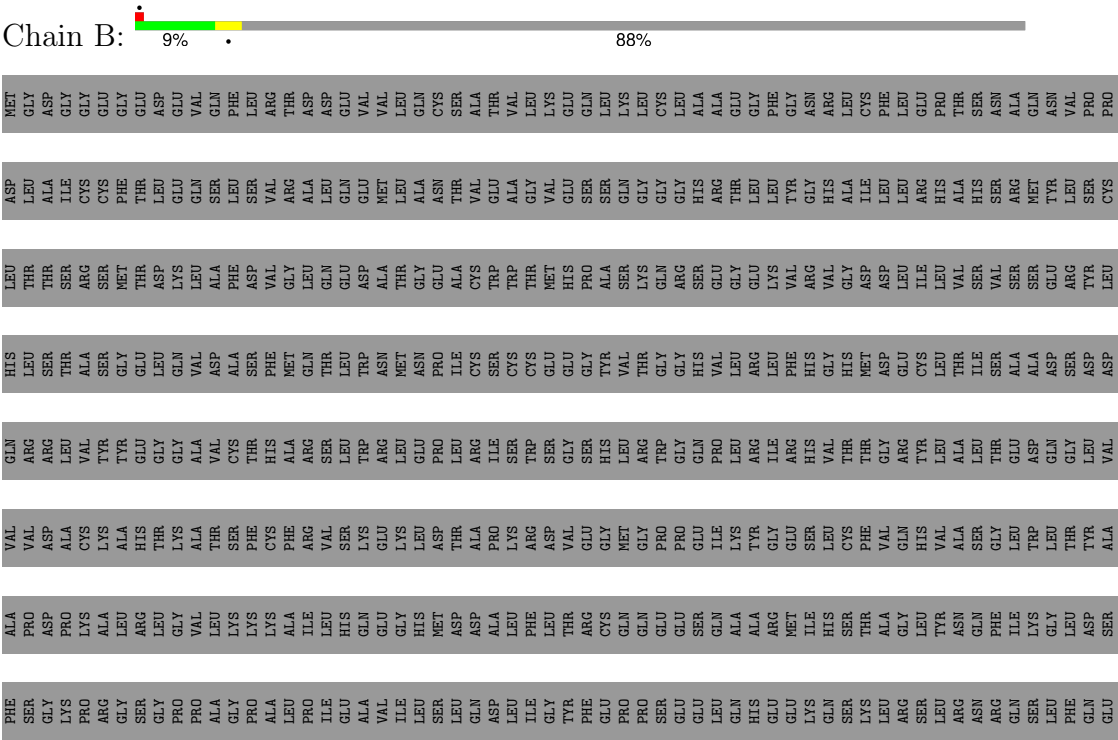 Chain B:
9%
•
88%
MET GLY ASP GLY GLY GLU GLY GLU ASP GLU VAL GLN PHE LEU ARG THR ASP ASP GLU VAL VAL LEU GLN CYS SER ALA THR VAL LEU LYS GLU GLN LEU LYS LEU CYS LEU ALA ALA GLU GLY PHE GLY ASN ARG LEU CYS PHE LEU GLU PRO THR SER ASN ALA GLN ASN VAL PRO PRO
ASP LEU ALA ILE CYS CYS PHE THR LEU GLU GLN SER LEU SER VAL ARG ALA LEU GLN GLU MET LEU ALA ASN THR VAL GLU ALA GLY VAL GLU SER SER GLN GLY GLY GLY HIS ARG THR LEU LEU TYR GLY HIS ALA ILE LEU LEU ARG HIS ALA HIS SER ARG MET TYR LEU SER CYS
LEU THR THR SER ARG SER MET THR ASP LYS LEU ALA PHE ASP VAL GLY LEU GLN GLU ASP ALA THR GLY GLU ALA CYS TRP TRP THR MET HIS PRO ALA SER LYS GLN ARG SER GLU GLY GLU LYS VAL ARG VAL GLY ASP ASP LEU ILE LEU VAL SER VAL SER SER GLU ARG TYR LEU
HIS LEU SER THR ALA SER GLY GLU LEU GLN VAL ASP ALA SER PHE MET GLN THR LEU TRP ASN MET ASN PRO ILE CYS SER CYS CYS GLU GLU GLY TYR VAL THR GLY GLY HIS VAL LEU ARG LEU PHE HIS GLY HIS MET ASP GLU CYS LEU THR ILE SER ALA ALA ASP SER ASP ASP
GLN ARG ARG LEU VAL TYR TYR GLU GLY GLY ALA VAL CYS THR HIS ALA ARG SER LEU TRP ARG LEU GLU PRO LEU ARG ILE SER TRP SER GLY SER HIS LEU ARG TRP GLY GLN PRO LEU ARG ILE ARG HIS VAL THR THR GLY ARG TYR LEU ALA LEU THR GLU ASP GLN GLY LEU VAL
VAL VAL ASP ALA CYS LYS ALA HIS THR LYS ALA THR SER PHE CYS PHE ARG VAL SER LYS GLU LYS LEU ASP THR ALA PRO LYS ARG ASP VAL GLU GLY MET GLY PRO PRO GLU ILE LYS TYR GLY GLU SER LEU CYS PHE VAL GLN HIS VAL ALA SER GLY LEU TRP LEU THR TYR ALA
ALA PRO ASP PRO LYS ALA LEU ARG LEU GLY VAL LEU LYS LYS LYS ALA ILE LEU HIS GLN GLU GLY HIS MET ASP ASP ALA LEU PHE LEU THR ARG CYS GLN GLN GLU GLU SER GLN ALA ALA ARG MET ILE HIS SER THR ALA GLY LEU TYR ASN GLN PHE ILE LYS GLY LEU ASP SER
PHE SER GLY LYS PRO ARG GLY SER GLY PRO PRO ALA GLY PRO ALA LEU PRO ILE GLU ALA VAL ILE LEU SER LEU GLN ASP LEU ILE GLY TYR PHE GLU PRO PRO SER GLU GLU LEU GLN HIS GLU GLU LYS GLN SER LYS LEU ARG SER LEU ARG ASN ARG GLN SER LEU PHE GLN GLU